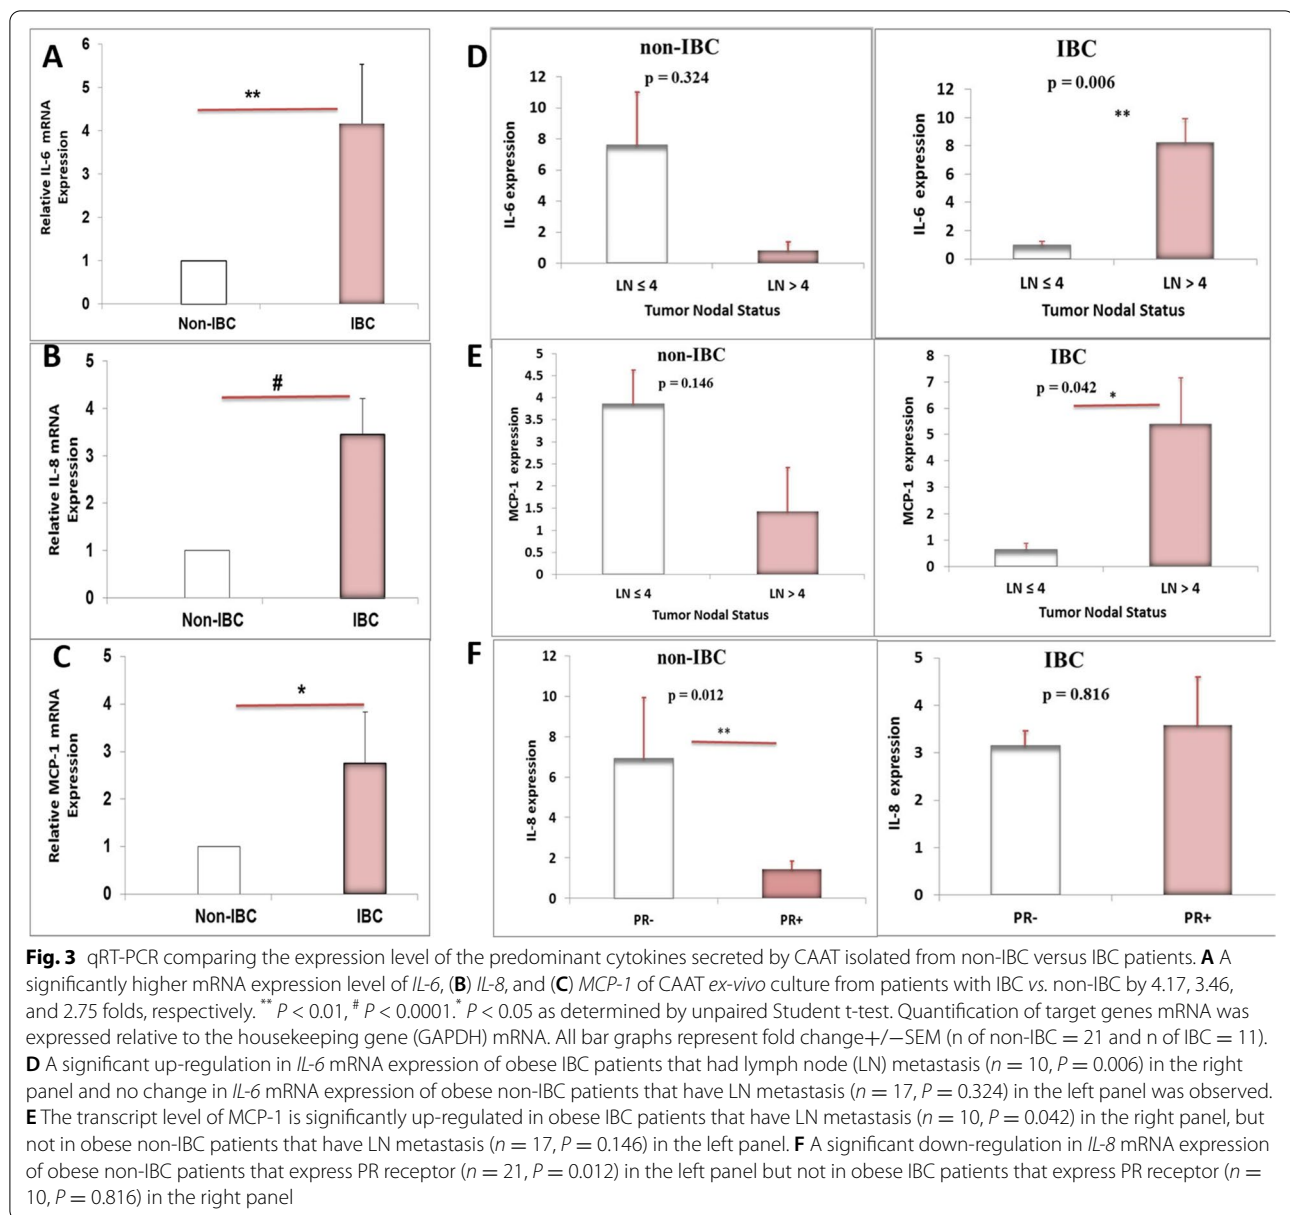 A
Relative IL-6 mRNA
Expression
6
5
4
3
2
1
0
**
Non-IBC
IBC
B
Relative IL-8 mRNA
Expression
5
4
3
2
1
0
#
Non-IBC
IBC
C
Relative MCP-1 mRNA
Expression
5
4
3
2
1
0
*
Non-IBC
IBC
D
non-IBC
p = 0.324
IL-6 expression
12
10
8
6
4
2
0
LN ≤ 4
LN > 4
Tumor Nodal Status
IBC
p = 0.006
**
IL-6 expression
12
10
8
6
4
2
0
LN ≤ 4
LN > 4
Tumor Nodal Status
E
non-IBC
p = 0.146
MCP-1 expression
5
4.5
4
3.5
3
2.5
2
1.5
1
0.5
0
LN ≤ 4
LN > 4
Tumor Nodal Status
IBC
p = 0.042
*
MCP-1 expression
8
7
6
5
4
3
2
1
0
LN ≤ 4
LN > 4
Tumor Nodal Status
F
non-IBC
p = 0.012
**
IL-8 expression
12
10
8
6
4
2
0
PR-
PR+
IBC
p = 0.816
IL-8 expression
5
4
3
2
1
0
PR-
PR+
Fig. 3 qRT-PCR comparing the expression level of the predominant cytokines secreted by CAAT isolated from non-IBC versus IBC patients. A A
significantly higher mRNA expression level of IL-6, (B) IL-8, and (C) MCP-1 of CAAT ex-vivo culture from patients with IBC vs. non-IBC by 4.17, 3.46,
and 2.75 folds, respectively. ** P < 0.01, # P < 0.0001.* P < 0.05 as determined by unpaired Student t-test. Quantification of target genes mRNA was
expressed relative to the housekeeping gene (GAPDH) mRNA. All bar graphs represent fold change+/−SEM (n of non-IBC = 21 and n of IBC = 11).
D A significant up-regulation in IL-6 mRNA expression of obese IBC patients that had lymph node (LN) metastasis (n = 10, P = 0.006) in the right
panel and no change in IL-6 mRNA expression of obese non-IBC patients that have LN metastasis (n = 17, P = 0.324) in the left panel was observed.
E The transcript level of MCP-1 is significantly up-regulated in obese IBC patients that have LN metastasis (n = 10, P = 0.042) in the right panel, but
not in obese non-IBC patients that have LN metastasis (n = 17, P = 0.146) in the left panel. F A significant down-regulation in IL-8 mRNA expression
of obese non-IBC patients that express PR receptor (n = 21, P = 0.012) in the left panel but not in obese IBC patients that express PR receptor (n =
10, P = 0.816) in the right panel